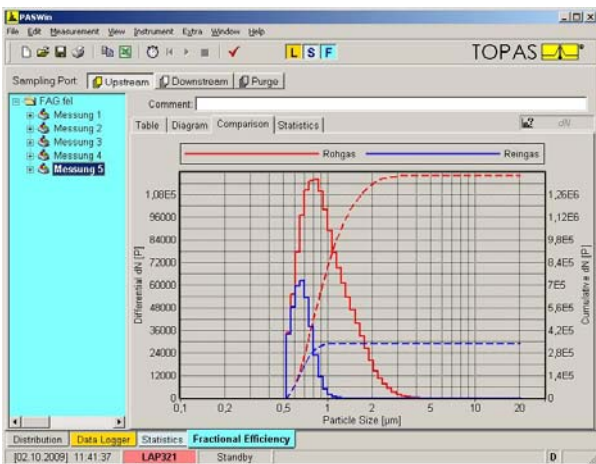 PASWin
File Edit Measurement View Instrument Extra Window Help
L S F
TOPAS
Sampling Port: Upstream Downstream Purge
FAG fel
Messung 1
Messung 2
Messung 3
Messung 4
Messung 5
Comment:
Table Diagram Comparison Statistics
dN
Rohgas Reingas
Differential dN [P]
1,08E5
96000
84000
72000
60000
48000
36000
24000
12000
0
Cumulative dN [P]
1,26E6
1,12E6
9,8E5
8,4E5
7E5
5,6E5
4,2E5
2,8E5
1,4E5
0
0,1 0,2 0,5 1 2 5 10 20
Particle Size [µm]
Distribution Data Logger Statistics Fractional Efficiency
[02.10.2009] 11:41:37 LAP321 Standby D